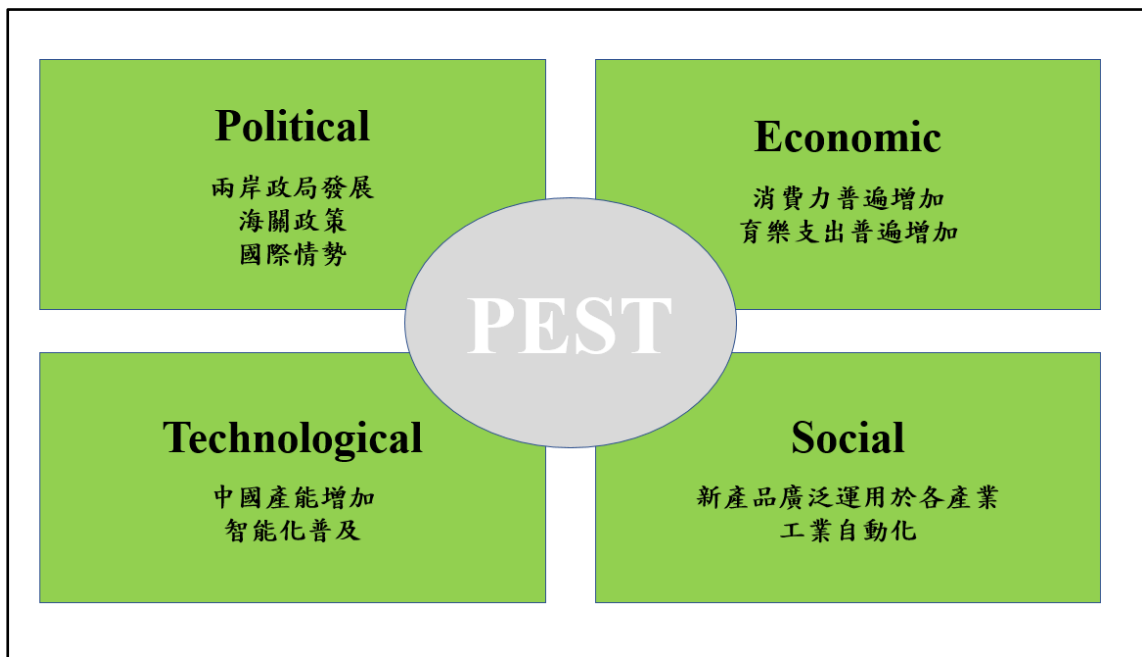 Political
兩岸政局發展
海關政策
國際情勢
Economic
消費力普遍增加
育樂支出普遍增加
PEST
Technological
中國產能增加
智能化普及
Social
新產品廣泛運用於各產業
工業自動化